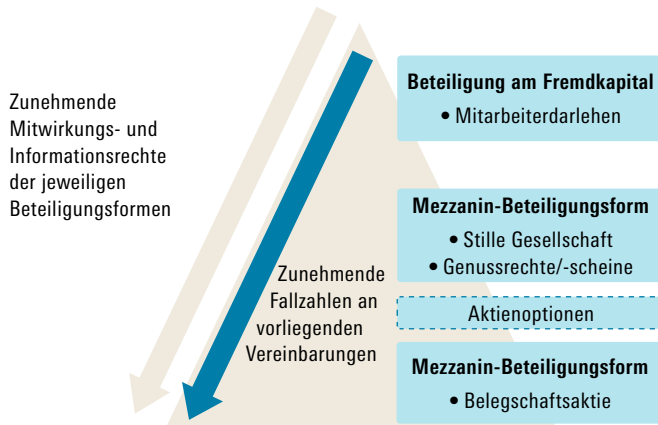 Zunehmende
Mitwirkungs- und
Informationsrechte
der jeweiligen
Beteiligungsformen
Zunehmende
Fallzahlen an
vorliegenden
Vereinbarungen
Beteiligung am Fremdkapital
• Mitarbeiterdarlehen
Mezzanin-Beteiligungsform
• Stille Gesellschaft
• Genussrechte/-scheine
Aktienoptionen
Mezzanin-Beteiligungsform
• Belegschaftsaktie